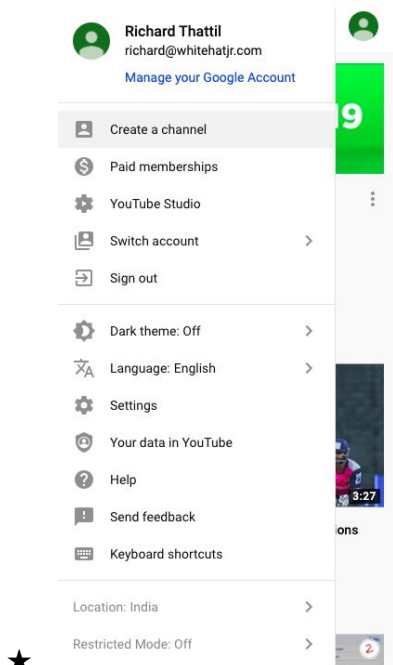 Richard Thattil
richard@whitehatjr.com
Manage your Google Account
Create a channel
19
Paid memberships
YouTube Studio
Switch account
Sign out
Dark theme: Off
Language: English
Settings
Your data in YouTube
Help
3:27
Send feedback
ions
Keyboard shortcuts
Location: India
Restricted Mode: Off
2